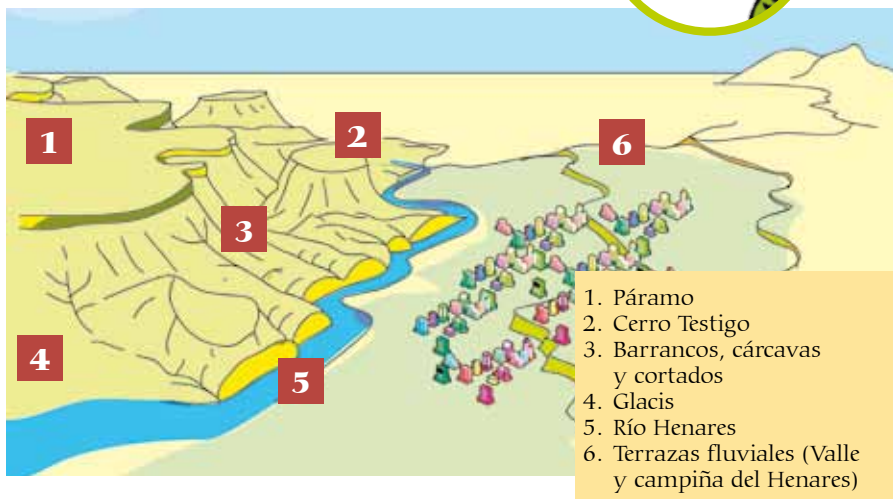 1
2
6
3
4
5
1. Páramo
2. Cerro Testigo
3. Barrancos, cárcavas
y cortados
4. Glacis
5. Río Henares
6. Terrazas fluviales (Valle
y campiña del Henares)